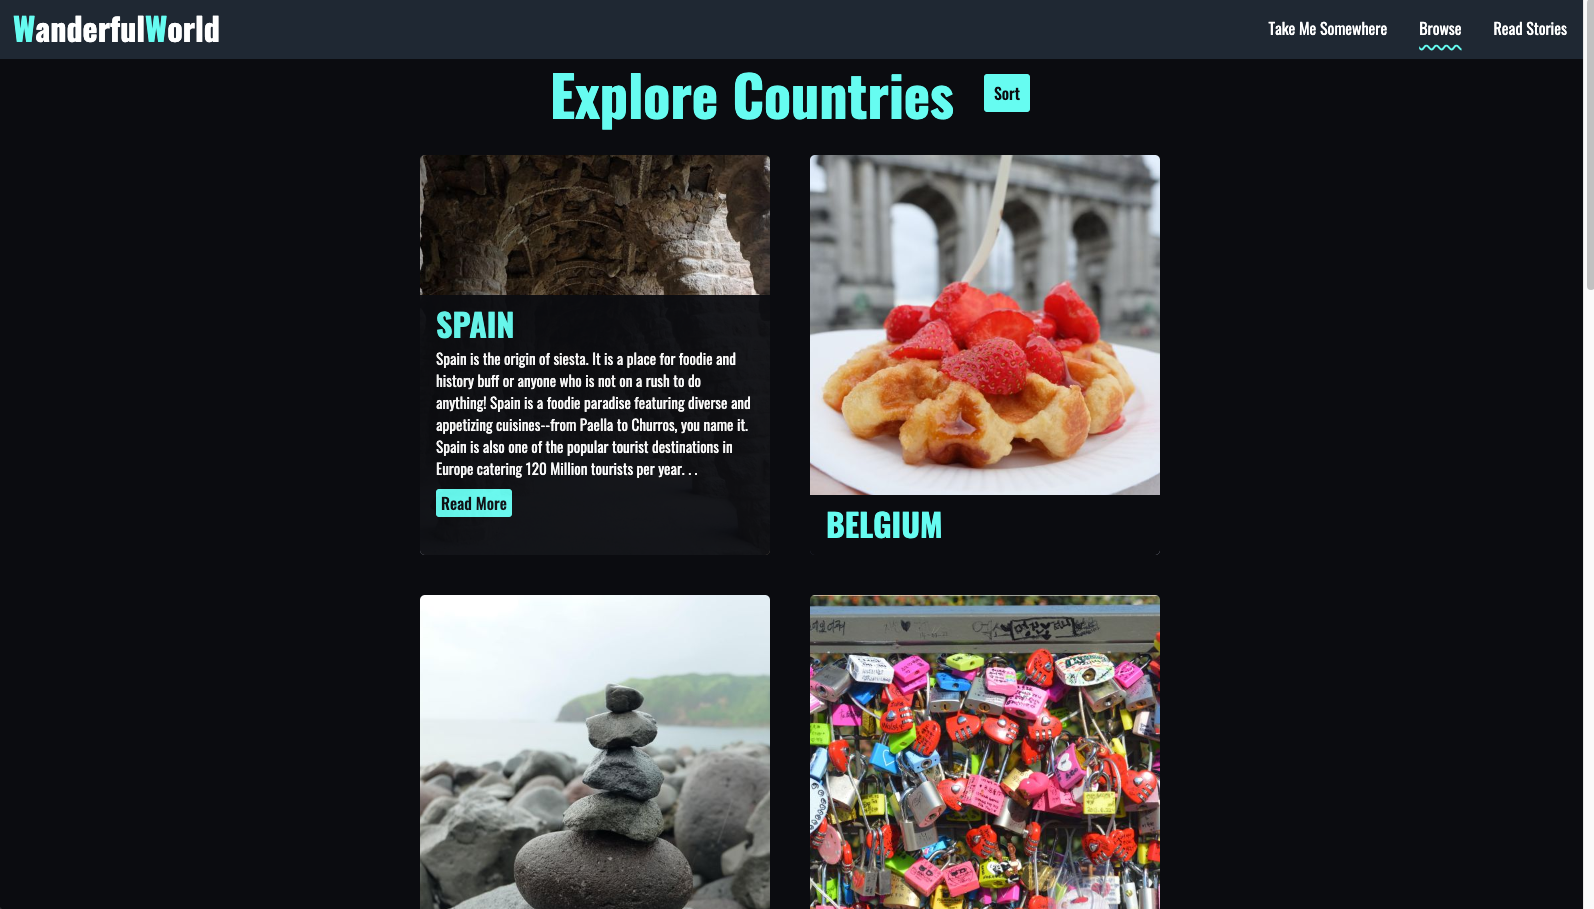 WanderfulWorld
Take Me Somewhere
Browse
Read Stories
Explore Countries
Sort
SPAIN
Spain is the origin of siesta. It is a place for foodie and
history buff or anyone who is not on a rush to do
anything! Spain is a foodie paradise featuring diverse and
appetizing cuisines--from Paella to Churros, you name it.
Spain is also one of the popular tourist destinations in
Europe catering 120 Million tourists per year. . .
Read More
BELGIUM